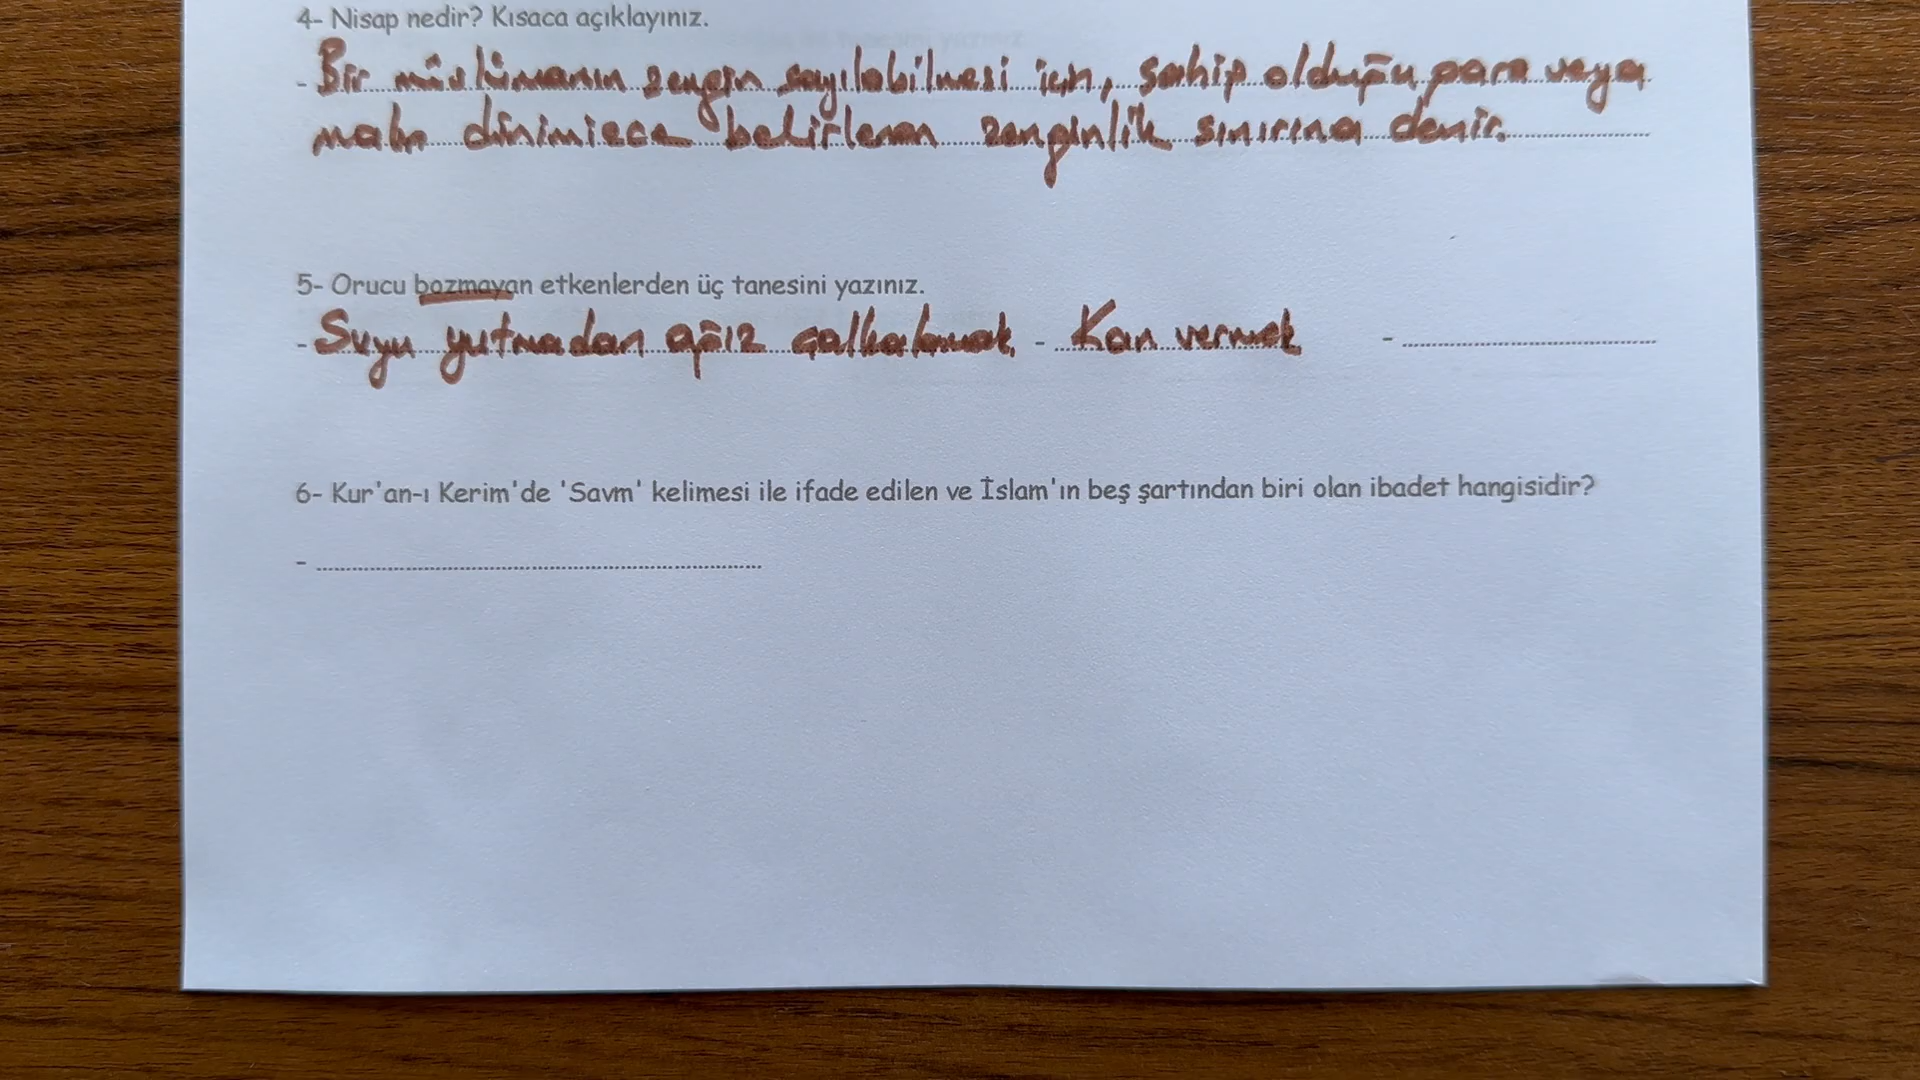 4- Nisap nedir? Kısaca açıklayınız.
- Bir müslümanın zengin sayılabilmesi için, sahip olduğu para veya
malın dinimizce belirlenen zenginlik sınırına denir.
5- Orucu bozmayan etkenlerden üç tanesini yazınız.
- Suyu yutmadan ağız çalkalamak - Kan vermek -
6- Kur'an-ı Kerim'de 'Savm' kelimesi ile ifade edilen ve İslam'ın beş şartından biri olan ibadet hangisidir?
-